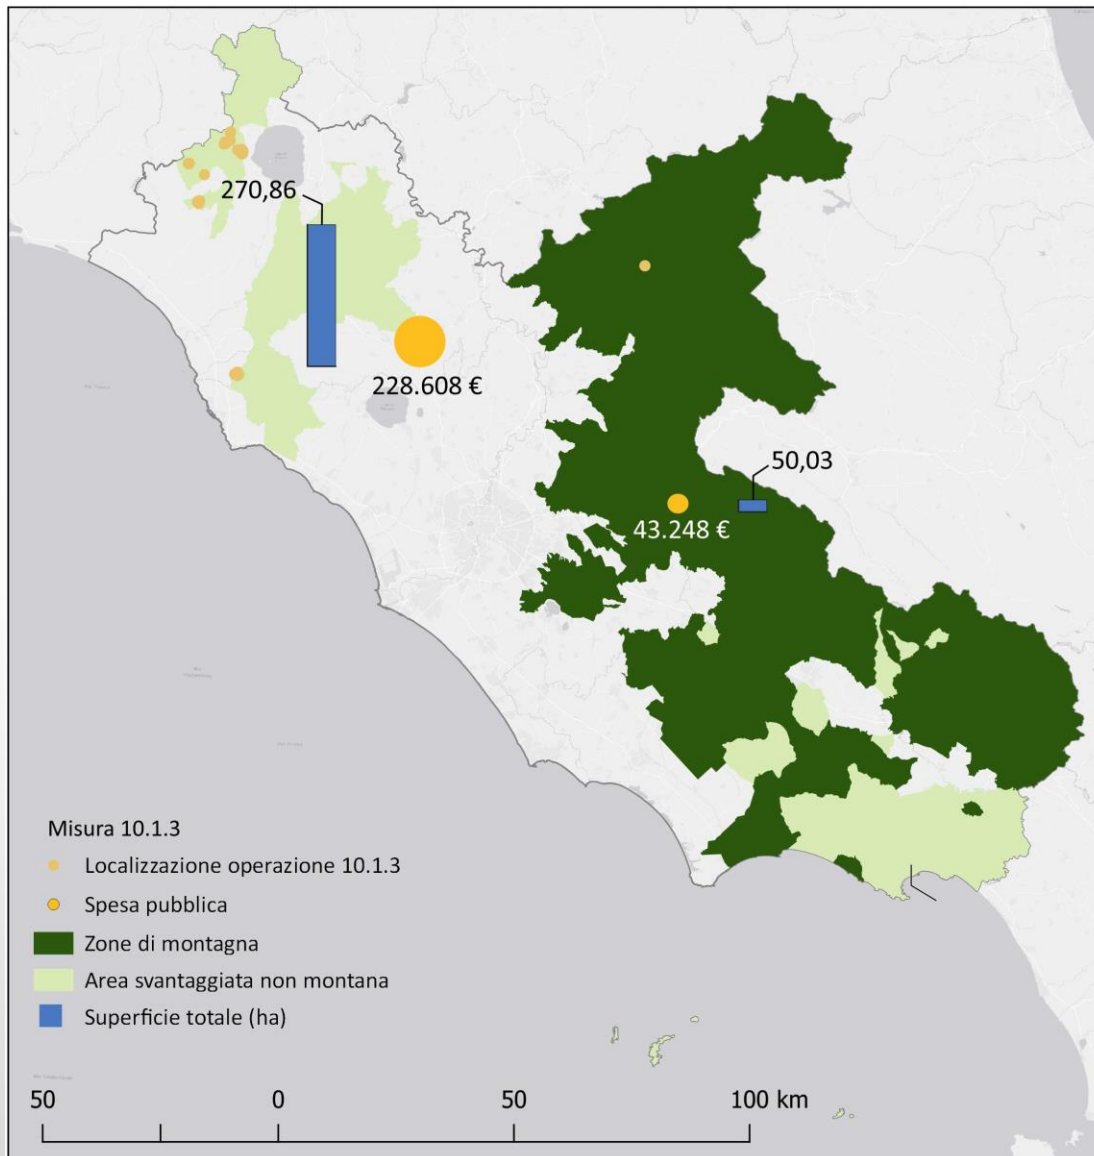 270,86
228.608 €
50,03
43.248 €
Misura 10.1.3
Localizzazione operazione 10.1.3
Spesa pubblica
Zone di montagna
Area svantaggiata non montana
Superficie totale (ha)
50 0 50 100 km